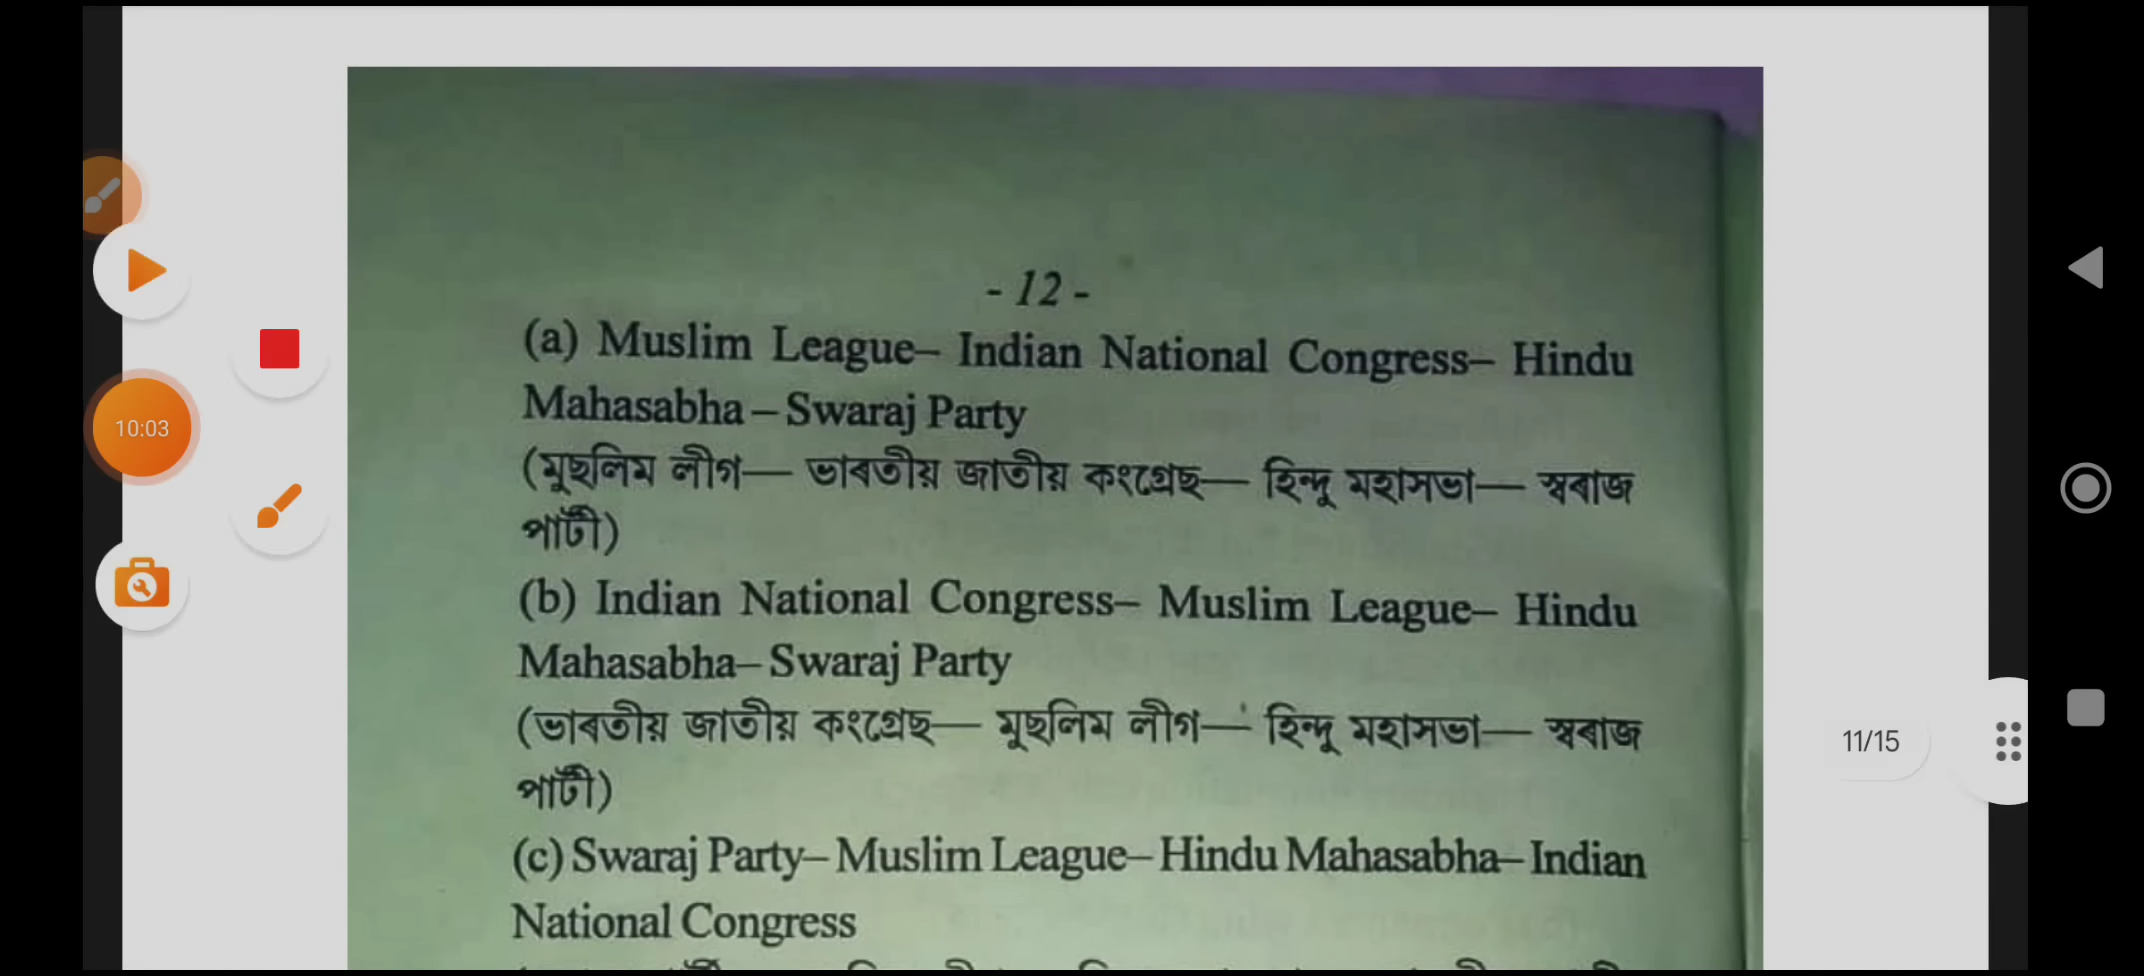 - 12 -
(a) Muslim League– Indian National Congress– Hindu
Mahasabha – Swaraj Party
(মুছলিম লীগ— ভাৰতীয় জাতীয় কংগ্ৰেছ— হিন্দু মহাসভা— স্বৰাজ
পাৰ্টী)
(b) Indian National Congress– Muslim League– Hindu
Mahasabha– Swaraj Party
(ভাৰতীয় জাতীয় কংগ্ৰেছ— মুছলিম লীগ— হিন্দু মহাসভা— স্বৰাজ
পাৰ্টী)
(c) Swaraj Party– Muslim League– Hindu Mahasabha– Indian
National Congress
10:03
11/15